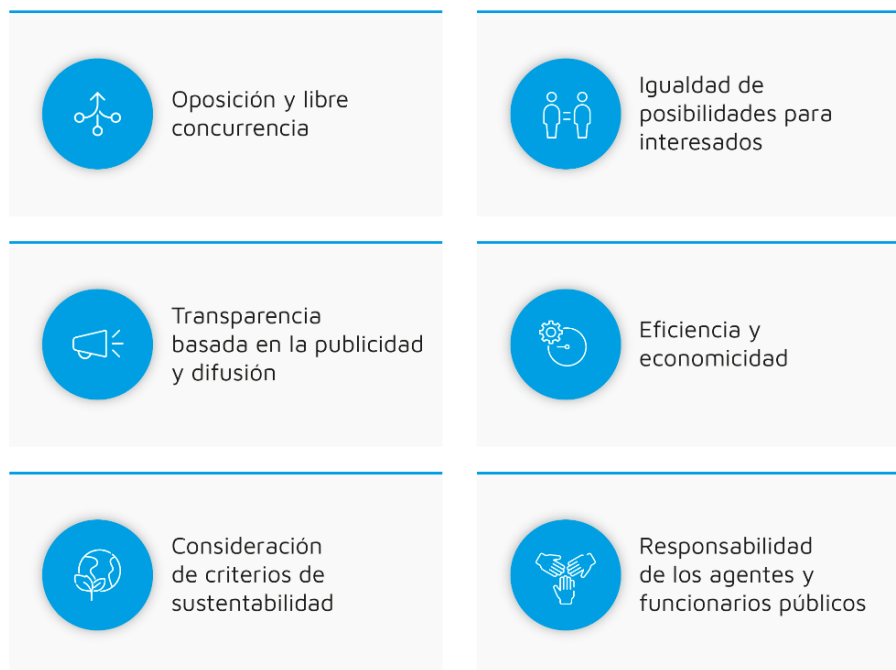 Oposición y libre
concurrencia
Igualdad de
posibilidades para
interesados
Transparencia
basada en la publicidad
y difusión
Eficiencia y
economicidad
Consideración
de criterios de
sustentabilidad
Responsabilidad
de los agentes y
funcionarios públicos